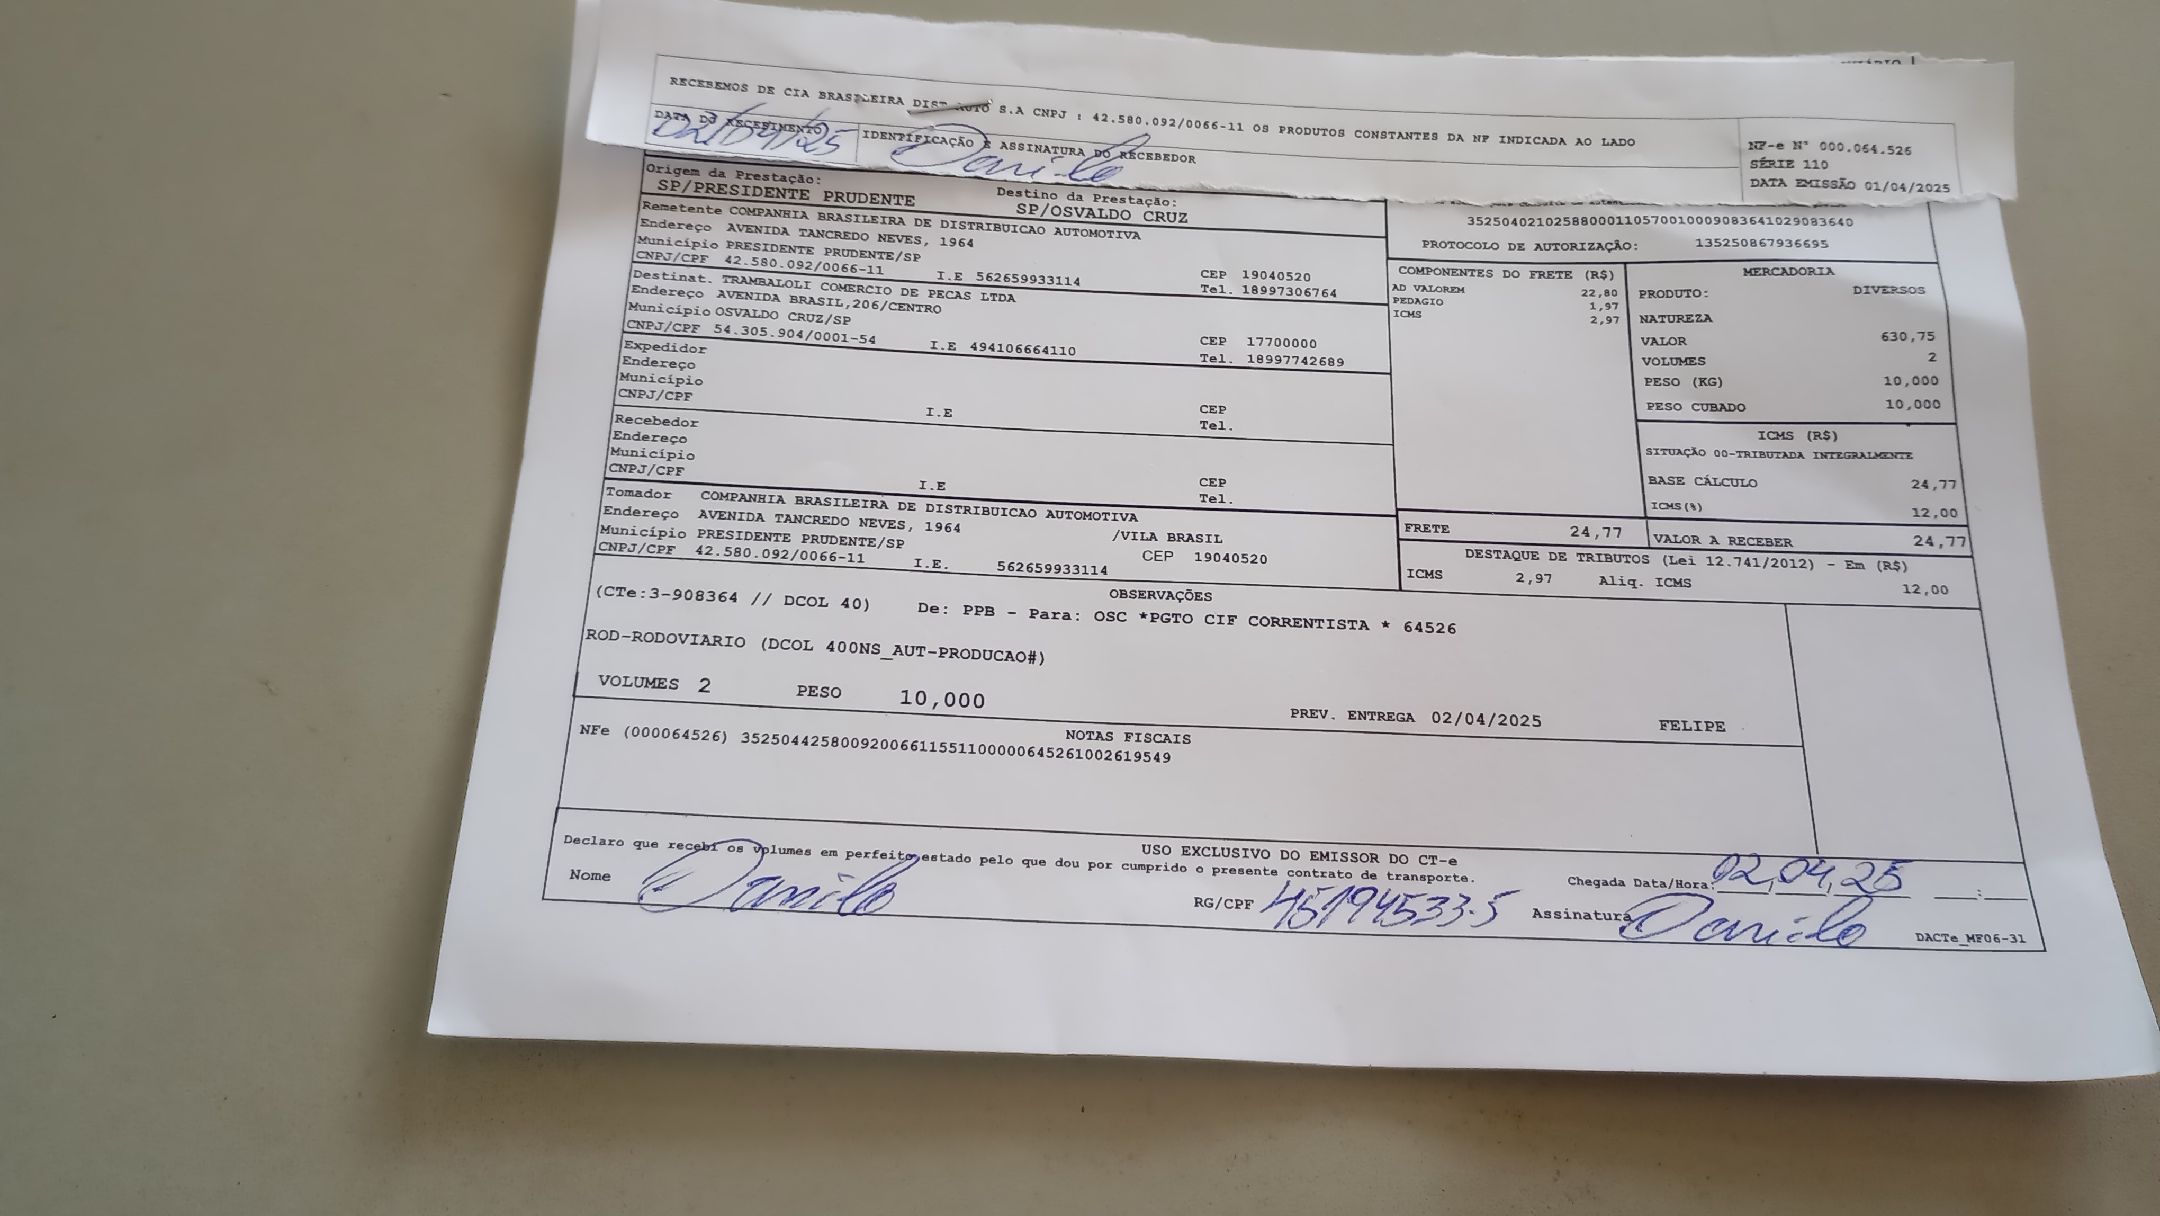 RECEBEMOS DE CIA BRASILEIRA DIST AUTO S.A CNPJ : 42.580.092/0066-11 OS PRODUTOS CONSTANTES DA NF INDICADA AO LADO
DATA DO RECEBIMENTO
02/04/25
IDENTIFICAÇÃO E ASSINATURA DO RECEBEDOR
Danilo
NF-e N° 000.064.526
SÉRIE 110
DATA EMISSÃO 01/04/2025
Origem da Prestação:
SP/PRESIDENTE PRUDENTE
Destino da Prestação:
SP/OSVALDO CRUZ
Remetente COMPANHIA BRASILEIRA DE DISTRIBUICAO AUTOMOTIVA
Endereço AVENIDA TANCREDO NEVES, 1964
Município PRESIDENTE PRUDENTE/SP CEP 19040520
CNPJ/CPF 42.580.092/0066-11 I.E 562659933114 Tel. 18997306764
Destinat. TRAMBALOLI COMERCIO DE PECAS LTDA
Endereço AVENIDA BRASIL,206/CENTRO
Município OSVALDO CRUZ/SP CEP 17700000
CNPJ/CPF 54.305.904/0001-54 I.E 494106664110 Tel. 18997742689
Expedidor
Endereço
Município CEP
CNPJ/CPF I.E Tel.
Recebedor
Endereço
Município CEP
CNPJ/CPF I.E Tel.
Tomador COMPANHIA BRASILEIRA DE DISTRIBUICAO AUTOMOTIVA
Endereço AVENIDA TANCREDO NEVES, 1964 /VILA BRASIL
Município PRESIDENTE PRUDENTE/SP CEP 19040520
CNPJ/CPF 42.580.092/0066-11 I.E. 562659933114
35250402102588000110570010009083641029083640
PROTOCOLO DE AUTORIZAÇÃO: 135250867936695
COMPONENTES DO FRETE (R$)
AD VALOREM 22,80
PEDAGIO 1,97
ICMS 2,97
MERCADORIA
PRODUTO: DIVERSOS
NATUREZA
VALOR 630,75
VOLUMES 2
PESO (KG) 10,000
PESO CUBADO 10,000
ICMS (R$)
SITUAÇÃO 00-TRIBUTADA INTEGRALMENTE
BASE CÁLCULO 24,77
ICMS(%) 12,00
FRETE 24,77
VALOR A RECEBER 24,77
DESTAQUE DE TRIBUTOS (Lei 12.741/2012) - Em (R$)
ICMS 2,97 Aliq. ICMS 12,00
OBSERVAÇÕES
(CTe:3-908364 // DCOL 40) De: PPB - Para: OSC *PGTO CIF CORRENTISTA * 64526
ROD-RODOVIARIO (DCOL 400NS_AUT-PRODUCAO#)
VOLUMES 2 PESO 10,000 PREV. ENTREGA 02/04/2025 FELIPE
NOTAS FISCAIS
NFe (000064526) 35250442580092006611551100000645261002619549
USO EXCLUSIVO DO EMISSOR DO CT-e
Declaro que recebi os volumes em perfeito estado pelo que dou por cumprido o presente contrato de transporte.
Chegada Data/Hora: 02,04,25 :
Nome Danilo RG/CPF 45194533-5 Assinatura Danilo
DACTe_MF06-31